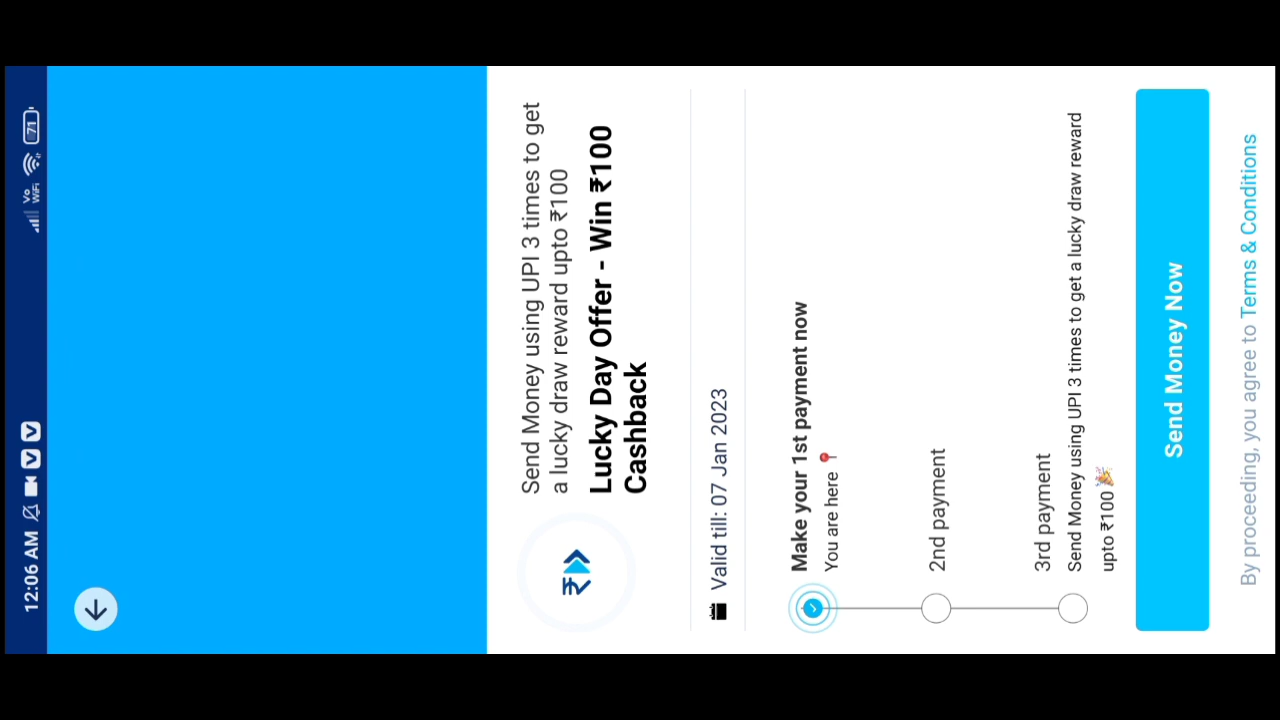 12:06 AM
Vo
WiFi
71
Send Money using UPI 3 times to get
a lucky draw reward upto ₹100
Lucky Day Offer - Win ₹100
Cashback
Valid till: 07 Jan 2023
Make your 1st payment now
You are here 📍
2nd payment
3rd payment
Send Money using UPI 3 times to get a lucky draw reward
upto ₹100 🎉
Send Money Now
By proceeding, you agree to Terms & Conditions